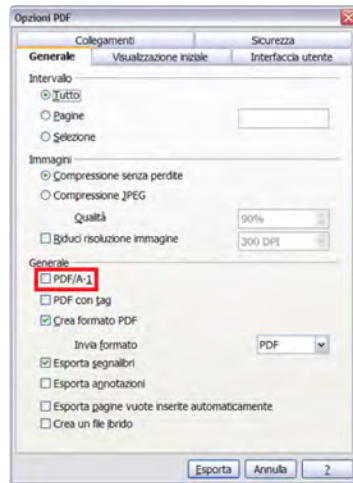 Opzioni PDF
Collegamenti Sicurezza
Generale Visualizzazione iniziale Interfaccia utente
Intervallo
Tutto
Pagine
Selezione
Immagini
Compressione senza perdite
Compressione JPEG
Qualità 90%
Riduci risoluzione immagine 300 DPI
Generale
PDF/A-1
PDF con tag
Crea formato PDF
Invia formato PDF
Esporta segnalibri
Esporta annotazioni
Esporta pagine vuote inserite automaticamente
Crea un file ibrido
Esporta Annulla ?